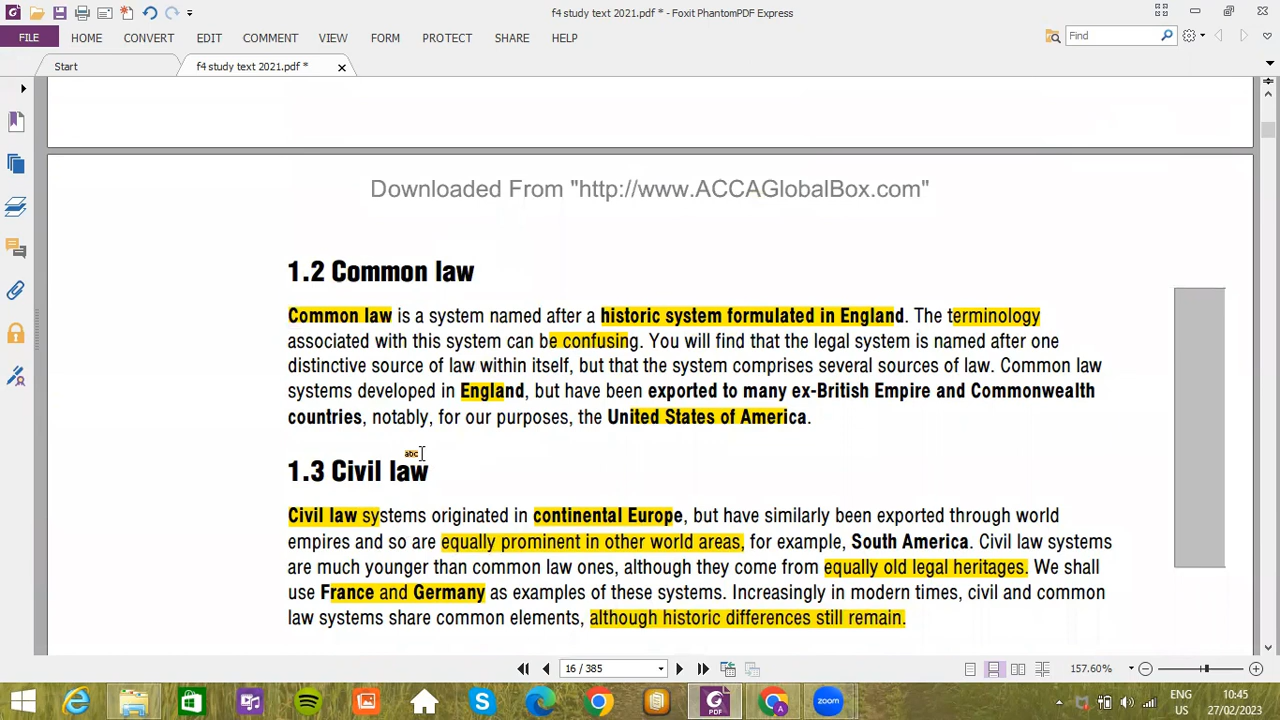 f4 study text 2021.pdf * - Foxit PhantomPDF Express
FILE HOME CONVERT EDIT COMMENT VIEW FORM PROTECT SHARE HELP
Find
Start
f4 study text 2021.pdf *
Downloaded From "http://www.ACCAGlobalBox.com"
1.2 Common law
Common law is a system named after a historic system formulated in England. The terminology
associated with this system can be confusing. You will find that the legal system is named after one
distinctive source of law within itself, but that the system comprises several sources of law. Common law
systems developed in England, but have been exported to many ex-British Empire and Commonwealth
countries, notably, for our purposes, the United States of America.
abc
1.3 Civil law
Civil law systems originated in continental Europe, but have similarly been exported through world
empires and so are equally prominent in other world areas, for example, South America. Civil law systems
are much younger than common law ones, although they come from equally old legal heritages. We shall
use France and Germany as examples of these systems. Increasingly in modern times, civil and common
law systems share common elements, although historic differences still remain.
16 / 385
157.60%
PDF
A
zoom
ENG
US
10:45
27/02/2023